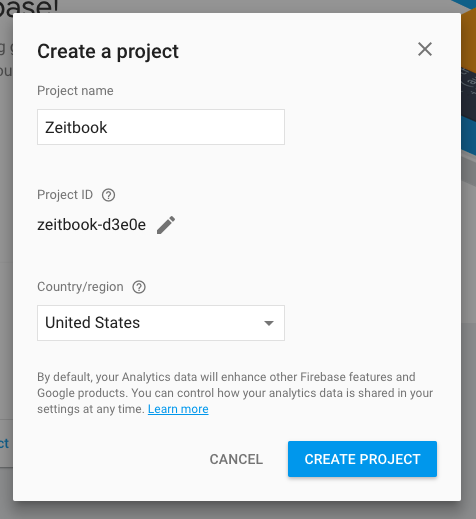 base!
Create a project
Project name
Zeitbook
Project ID
zeitbook-d3e0e
Country/region
United States
By default, your Analytics data will enhance other Firebase features and
Google products. You can control how your analytics data is shared in your
settings at any time. Learn more
CANCEL CREATE PROJECT